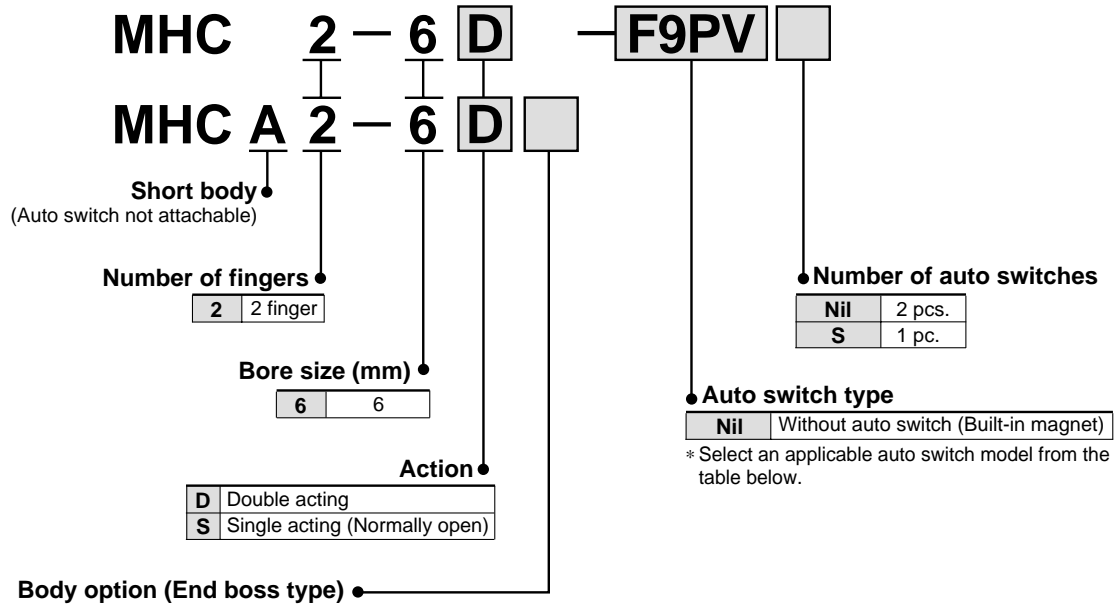 MHC 2 — 6 D — F9PV
MHC A 2 — 6 D
Short body
(Auto switch not attachable)
Number of fingers
2 2 finger
Number of auto switches
Nil 2 pcs.
S 1 pc.
Bore size (mm)
6 6
Auto switch type
Nil Without auto switch (Built-in magnet)
* Select an applicable auto switch model from the
table below.
Action
D Double acting
S Single acting (Normally open)
Body option (End boss type)